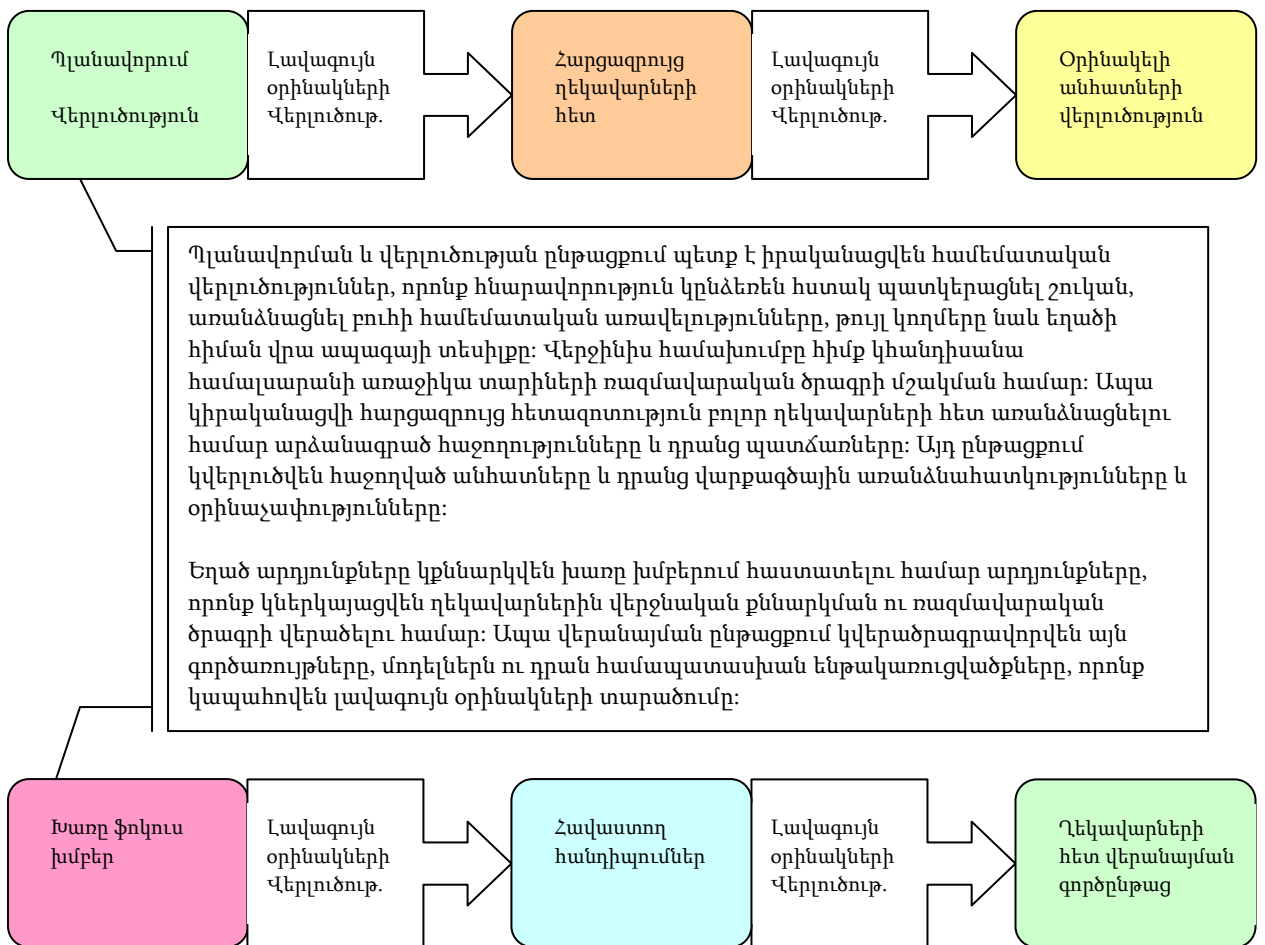 Պլանավորում
Վերլուծություն
Լավագույն
օրինակների
Վերլուծութ.
Հարցազրույց
ղեկավարների
հետ
Լավագույն
օրինակների
Վերլուծութ.
Օրինակելի
անհատների
վերլուծություն
Պլանավորման և վերլուծության ընթացքում պետք է իրականացվեն համեմատական
վերլուծություններ, որոնք հնարավորություն կընձեռեն հստակ պատկերացնել շուկան,
առանձնացնել բուհի համեմատական առավելությունները, թույլ կողմերը նաև եղածի
հիման վրա ապագայի տեսիլքը: Վերջինիս համախումբը հիմք կհանդիսանա
համալսարանի առաջիկա տարիների ռազմավարական ծրագրի մշակման համար: Ապա
կիրականացվի հարցազրույց հետազոտություն բոլոր ղեկավարների հետ առանձնացնելու
համար արձանագրած հաջողությունները և դրանց պատճառները: Այդ ընթացքում
կվերլուծվեն հաջողված անհատները և դրանց վարքագծային առանձնահատկությունները և
օրինաչափությունները:
Եղած արդյունքները կքննարկվեն խառը խմբերում հաստատելու համար արդյունքները,
որոնք կներկայացվեն ղեկավարներին վերջնական քննարկման ու ռազմավարական
ծրագրի վերածելու համար: Ապա վերանայման ընթացքում կվերածրագրավորվեն այն
գործառույթները, մոդելներն ու դրան համապատասխան ենթակառուցվածքները, որոնք
կապահովեն լավագույն օրինակների տարածումը:
Խառը ֆոկուս
խմբեր
Լավագույն
օրինակների
Վերլուծութ.
Հավաստող
հանդիպումներ
Լավագույն
օրինակների
Վերլուծութ.
Ղեկավարների
հետ վերանայման
գործընթաց